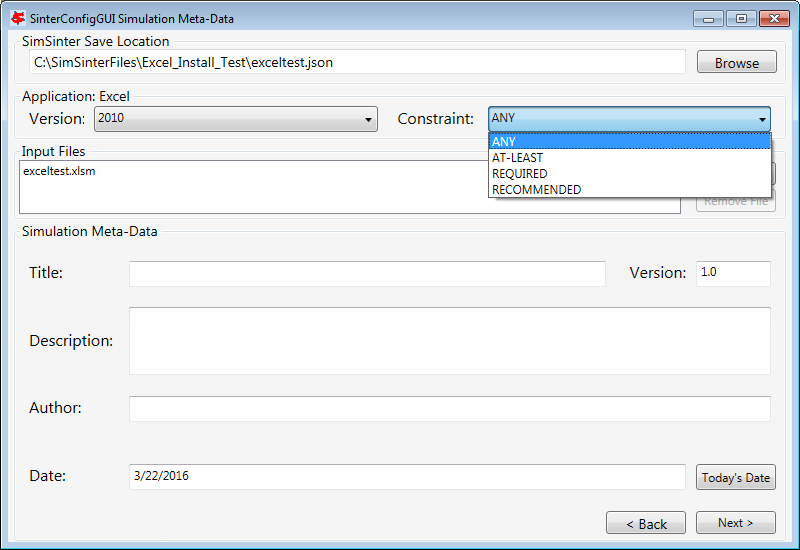 SinterConfigGUI Simulation Meta-Data
SimSinter Save Location
C:\SimSinterFiles\Excel_Install_Test\exceltest.json
Browse
Application: Excel
Version:
2010
Constraint:
ANY
ANY
AT-LEAST
REQUIRED
RECOMMENDED
Input Files
exceltest.xlsm
Remove File
Simulation Meta-Data
Title:
Version:
1.0
Description:
Author:
Date:
3/22/2016
Today's Date
< Back
Next >